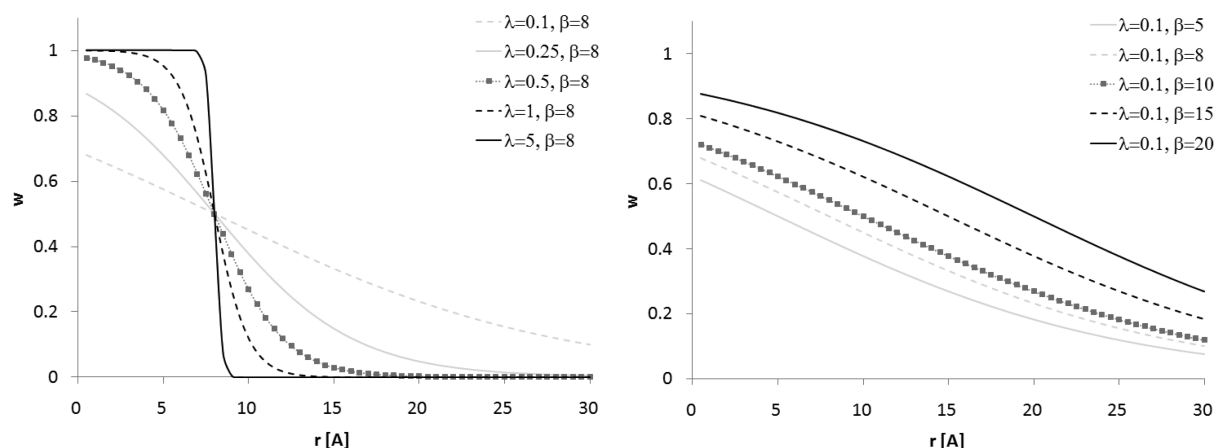 λ=0.1, β=8
λ=0.25, β=8
λ=0.5, β=8
λ=1, β=8
λ=5, β=8
1
0.8
0.6
0.4
0.2
0
w
0 5 10 15 20 25 30
r [A]
λ=0.1, β=5
λ=0.1, β=8
λ=0.1, β=10
λ=0.1, β=15
λ=0.1, β=20
1
0.8
0.6
0.4
0.2
0
w
0 5 10 15 20 25 30
r [A]